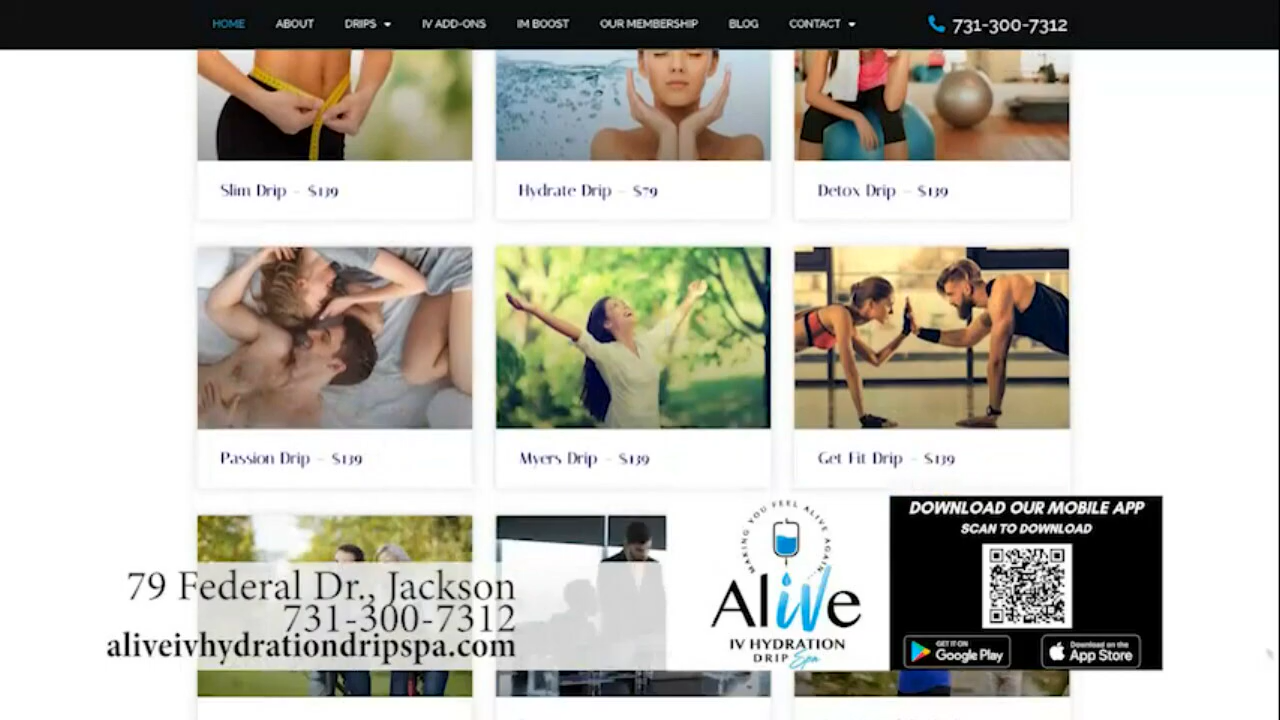 HOME ABOUT DRIPS IV ADD-ONS IM BOOST OUR MEMBERSHIP BLOG CONTACT 731-300-7312
Slim Drip – $139
Hydrate Drip – $79
Detox Drip – $139
Passion Drip – $139
Myers Drip – $139
Get Fit Drip – $139
79 Federal Dr., Jackson
731-300-7312
aliveivhydrationdripspa.com
MAKING YOU FEEL ALIVE AGAIN...
AliVe
IV HYDRATION
DRIP Spa
DOWNLOAD OUR MOBILE APP
SCAN TO DOWNLOAD
GET IT ON
Google Play
Download on the
App Store